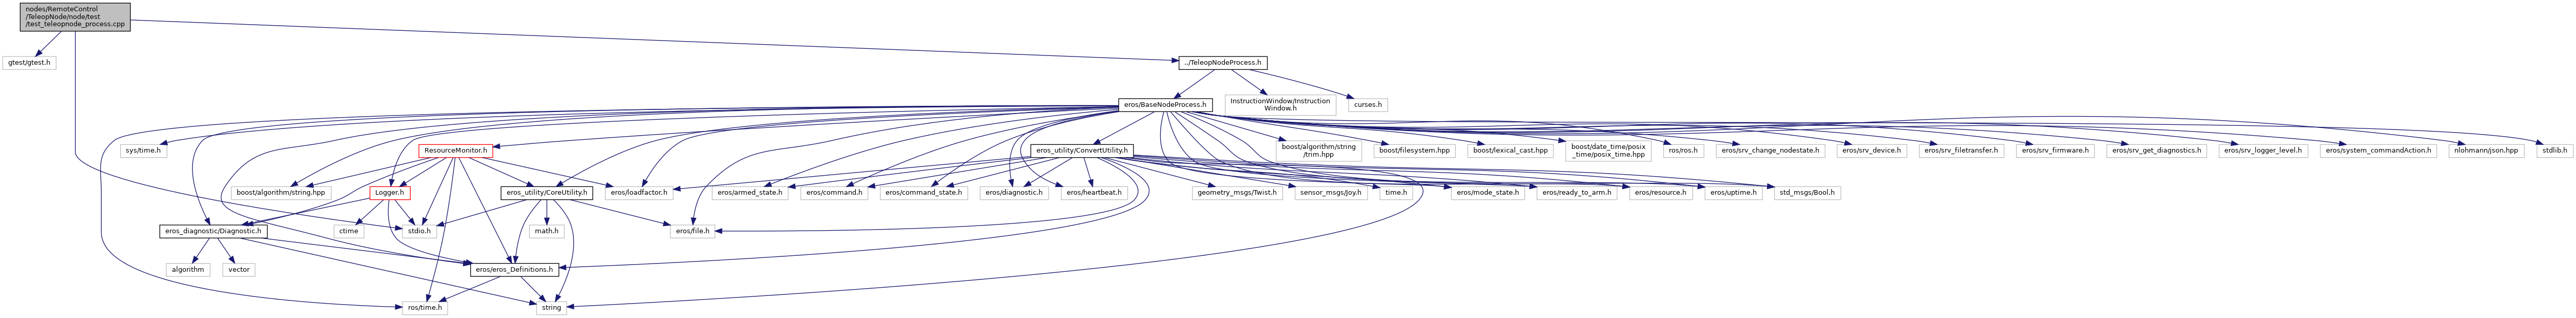 nodes/RemoteControl
/TeleopNode/node/test
/test_teleopnode_process.cpp
gtest/gtest.h
../TeleopNodeProcess.h
eros/BaseNodeProcess.h
InstructionWindow/Instruction
Window.h
curses.h
sys/time.h
ResourceMonitor.h
eros_utility/ConvertUtility.h
boost/algorithm/string
/trim.hpp
boost/filesystem.hpp
boost/lexical_cast.hpp
boost/date_time/posix
_time/posix_time.hpp
ros/ros.h
eros/srv_change_nodestate.h
eros/srv_device.h
eros/srv_filetransfer.h
eros/srv_firmware.h
eros/srv_get_diagnostics.h
eros/srv_logger_level.h
eros/system_commandAction.h
nlohmann/json.hpp
stdlib.h
boost/algorithm/string.hpp
Logger.h
eros_utility/CoreUtility.h
eros/loadfactor.h
eros/armed_state.h
eros/command.h
eros/command_state.h
eros/diagnostic.h
eros/heartbeat.h
geometry_msgs/Twist.h
sensor_msgs/Joy.h
time.h
eros/mode_state.h
eros/ready_to_arm.h
eros/resource.h
eros/uptime.h
std_msgs/Bool.h
eros_diagnostic/Diagnostic.h
ctime
stdio.h
math.h
eros/file.h
algorithm
vector
eros/eros_Definitions.h
ros/time.h
string